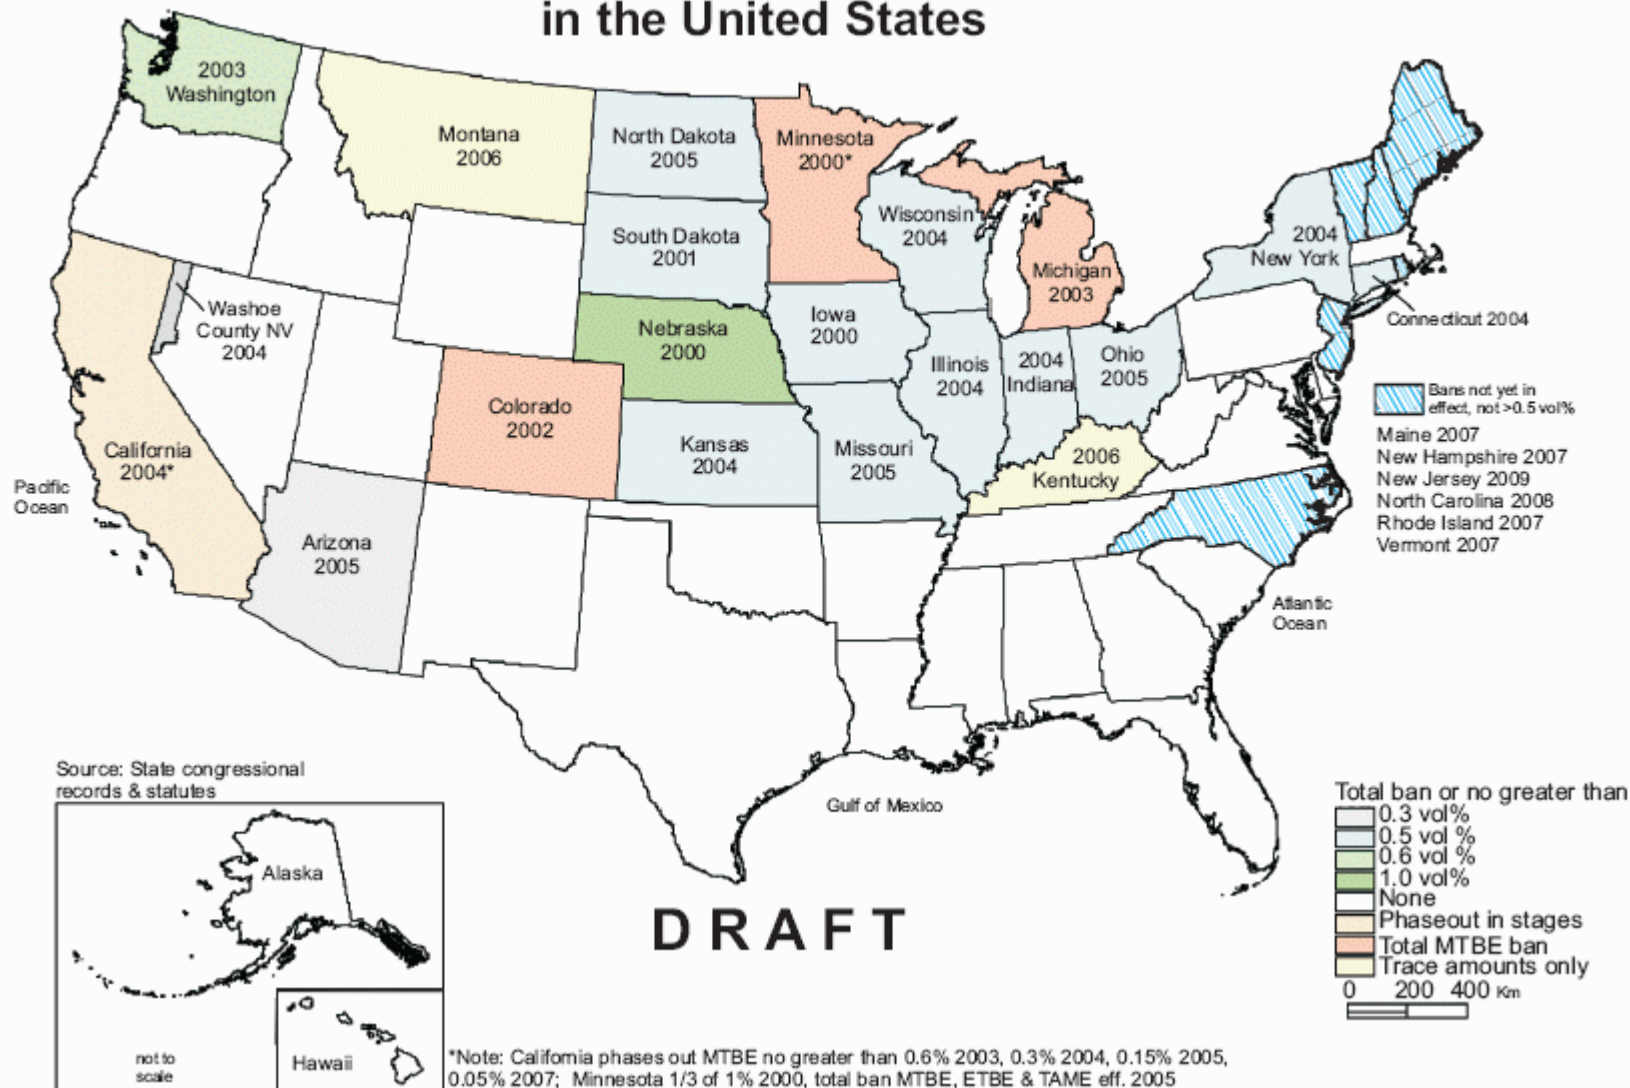 in the United States
2003
Washington
Montana
2006
North Dakota
2005
Minnesota
2000*
South Dakota
2001
Wisconsin
2004
Michigan
2003
2004
New York
Washoe
County NV
2004
Nebraska
2000
Iowa
2000
Illinois
2004
2004
Indiana
Ohio
2005
Connecticut 2004
Colorado
2002
Kansas
2004
Missouri
2005
2006
Kentucky
California
2004*
Pacific
Ocean
Arizona
2005
Bans not yet in
effect, not >0.5 vol%
Maine 2007
New Hampshire 2007
New Jersey 2009
North Carolina 2008
Rhode Island 2007
Vermont 2007
Atlantic
Ocean
Gulf of Mexico
Source: State congressional
records & statutes
Alaska
not to
scale
Hawaii
DRAFT
Total ban or no greater than
0.3 vol%
0.5 vol %
0.6 vol %
1.0 vol%
None
Phaseout in stages
Total MTBE ban
Trace amounts only
0 200 400 Km
*Note: California phases out MTBE no greater than 0.6% 2003, 0.3% 2004, 0.15% 2005,
0.05% 2007; Minnesota 1/3 of 1% 2000, total ban MTBE, ETBE & TAME eff. 2005